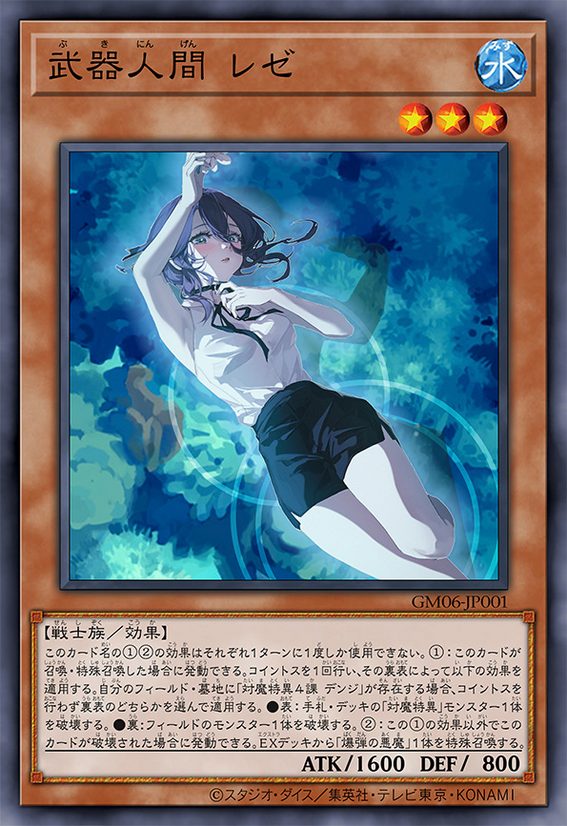 武器人間 レゼ
ぶきにんげん
水
みず
GM06-JP001
【戦士族／効果】
このカード名の①②の効果はそれぞれ1ターンに1度しか使用できない。①：このカードが
召喚・特殊召喚した場合に発動できる。コイントスを1回行い、その裏表によって以下の効果を
適用する。自分のフィールド・墓地に「対魔特異4課 デンジ」が存在する場合、コイントスを
行わず裏表のどちらかを選んで適用する。●表：手札・デッキの「対魔特異」モンスター1体
を破壊する。●裏：フィールドのモンスター1体を破壊する。②：この①の効果以外でこの
カードが破壊された場合に発動できる。EXデッキから「爆弾の悪魔」1体を特殊召喚する。
ATK/1600 DEF/ 800
©スタジオ・ダイス／集英社・テレビ東京・KONAMI